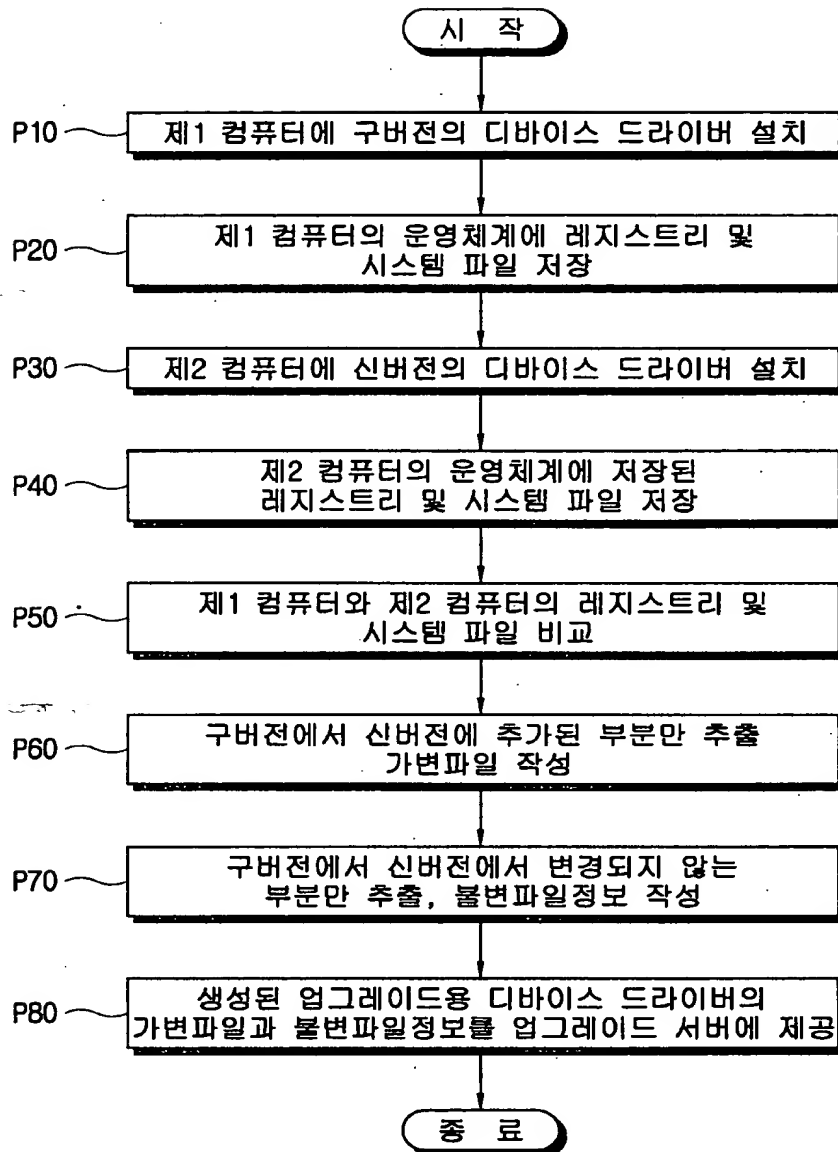 시 작
P10 제1 컴퓨터에 구버전의 디바이스 드라이버 설치
P20 제1 컴퓨터의 운영체계에 레지스트리 및
시스템 파일 저장
P30 제2 컴퓨터에 신버전의 디바이스 드라이버 설치
P40 제2 컴퓨터의 운영체계에 저장된
레지스트리 및 시스템 파일 저장
P50 제1 컴퓨터와 제2 컴퓨터의 레지스트리 및
시스템 파일 비교
P60 구버전에서 신버전에 추가된 부분만 추출
가변파일 작성
P70 구버전에서 신버전에서 변경되지 않는
부분만 추출, 불변파일정보 작성
P80 생성된 업그레이드용 디바이스 드라이버의
가변파일과 불변파일정보를 업그레이드 서버에 제공
종 료